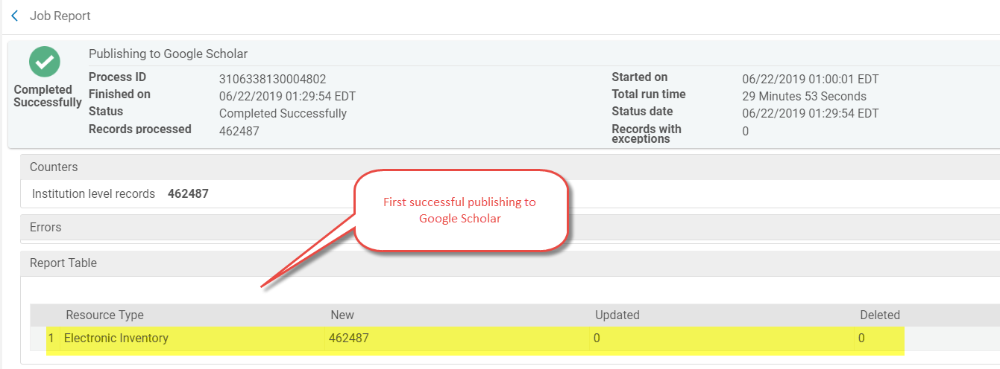 Job Report
Publishing to Google Scholar
Completed
Successfully
Process ID 3106338130004802 Started on 06/22/2019 01:00:01 EDT
Finished on 06/22/2019 01:29:54 EDT Total run time 29 Minutes 53 Seconds
Status Completed Successfully Status date 06/22/2019 01:29:54 EDT
Records processed 462487 Records with
exceptions 0
Counters
Institution level records 462487
First successful publishing to
Google Scholar
Errors
Report Table
Resource Type New Updated Deleted
1 Electronic Inventory 462487 0 0